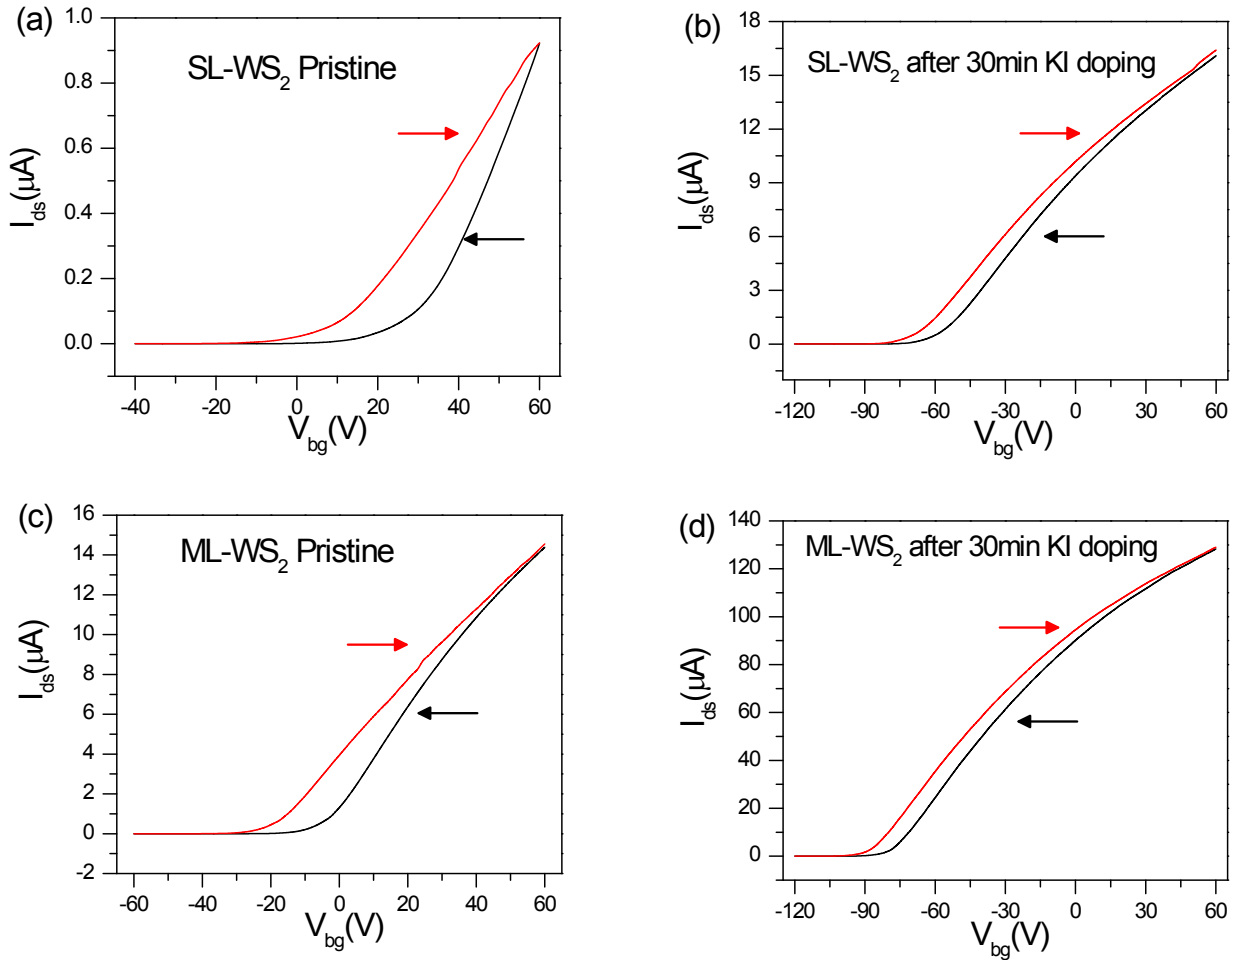 (a)
SL-WS2 Pristine
1.0
0.8
0.6
0.4
0.2
0.0
Ids(μA)
-40 -20 0 20 40 60
Vbg(V)
(b)
SL-WS2 after 30min KI doping
18
15
12
9
6
3
0
Ids(μA)
-120 -90 -60 -30 0 30 60
Vbg(V)
(c)
ML-WS2 Pristine
16
14
12
10
8
6
4
2
0
-2
Ids(μA)
-60 -40 -20 0 20 40 60
Vbg(V)
(d)
ML-WS2 after 30min KI doping
140
120
100
80
60
40
20
0
Ids(μA)
-120 -90 -60 -30 0 30 60
Vbg(V)